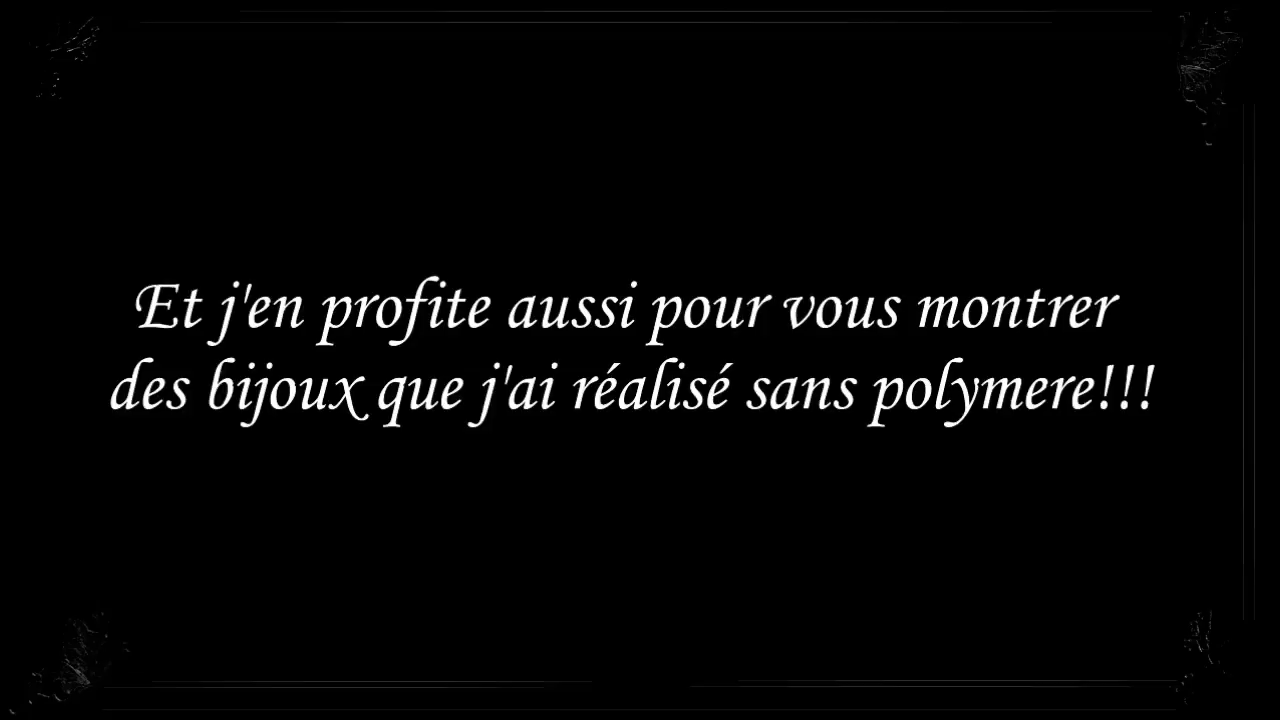 Et j'en profite aussi pour vous montrer
des bijoux que j'ai réalisé sans polymere!!!